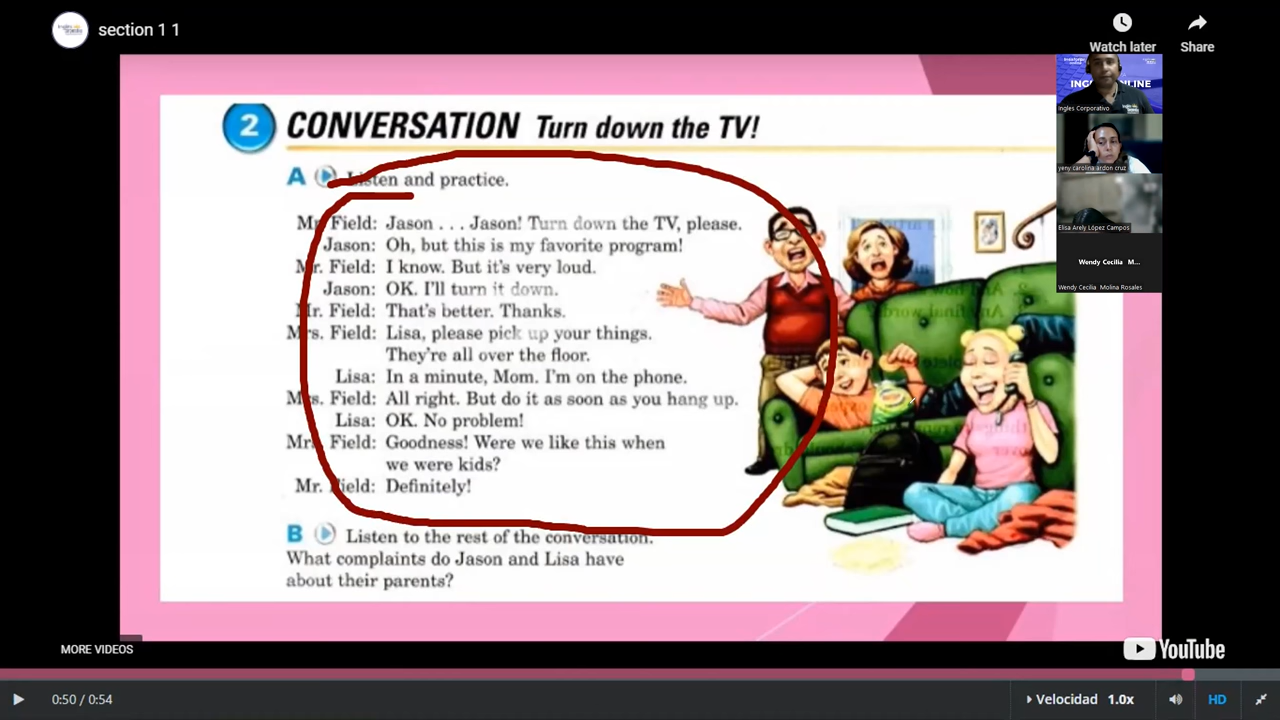 section 1 1
Watch later
Share
2 CONVERSATION Turn down the TV!
A Listen and practice.
Mr. Field: Jason . . . Jason! Turn down the TV, please.
Jason: Oh, but this is my favorite program!
Mr. Field: I know. But it's very loud.
Jason: OK. I'll turn it down.
Mr. Field: That's better. Thanks.
Mrs. Field: Lisa, please pick up your things.
They're all over the floor.
Lisa: In a minute, Mom. I'm on the phone.
Mrs. Field: All right. But do it as soon as you hang up.
Lisa: OK. No problem!
Mrs. Field: Goodness! Were we like this when
we were kids?
Mr. Field: Definitely!
B Listen to the rest of the conversation.
What complaints do Jason and Lisa have
about their parents?
Ingles Corporativo
yeny carolina ardon cruz
Elisa Arely López Campos
Wendy Cecilia M...
Wendy Cecilia Molina Rosales
MORE VIDEOS
YouTube
0:50 / 0:54
Velocidad 1.0x
HD